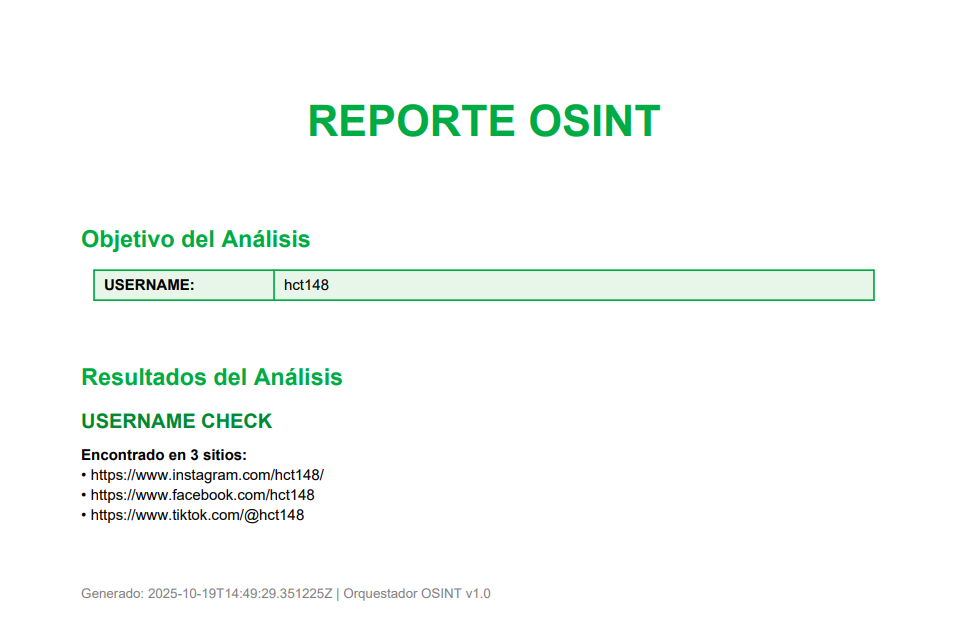 REPORTE OSINT
Objetivo del Análisis
USERNAME: hct148
Resultados del Análisis
USERNAME CHECK
Encontrado en 3 sitios:
• https://www.instagram.com/hct148/
• https://www.facebook.com/hct148
• https://www.tiktok.com/@hct148
Generado: 2025-10-19T14:49:29.351225Z | Orquestador OSINT v1.0